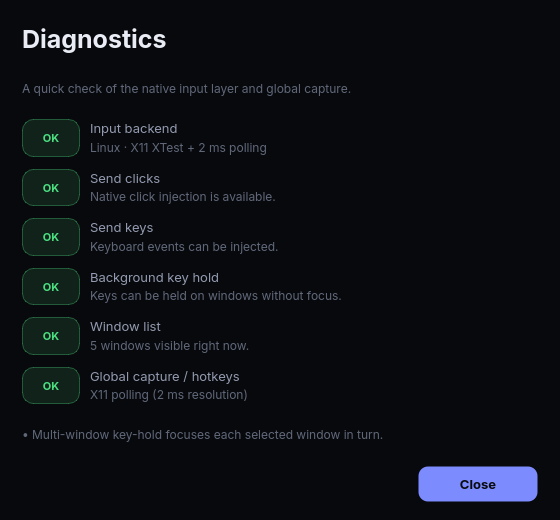 Diagnostics
A quick check of the native input layer and global capture.
OK
Input backend
Linux · X11 XTest + 2 ms polling
OK
Send clicks
Native click injection is available.
OK
Send keys
Keyboard events can be injected.
OK
Background key hold
Keys can be held on windows without focus.
OK
Window list
5 windows visible right now.
OK
Global capture / hotkeys
X11 polling (2 ms resolution)
• Multi-window key-hold focuses each selected window in turn.
Close